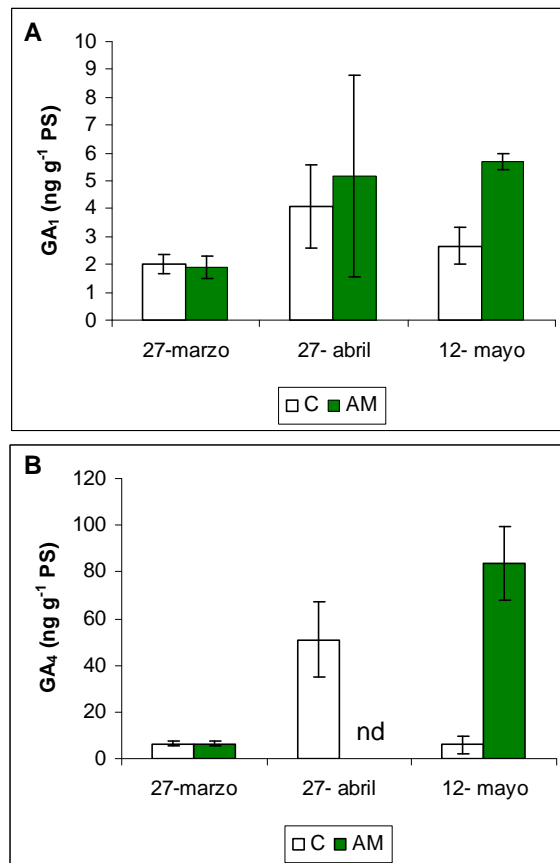 A
GA₁ (ng g⁻¹ PS)
10
9
8
7
6
5
4
3
2
1
0
27-marzo 27- abril 12- mayo
C AM
B
GA₄ (ng g⁻¹ PS)
120
100
80
60
40
20
0
nd
27-marzo 27- abril 12- mayo
C AM